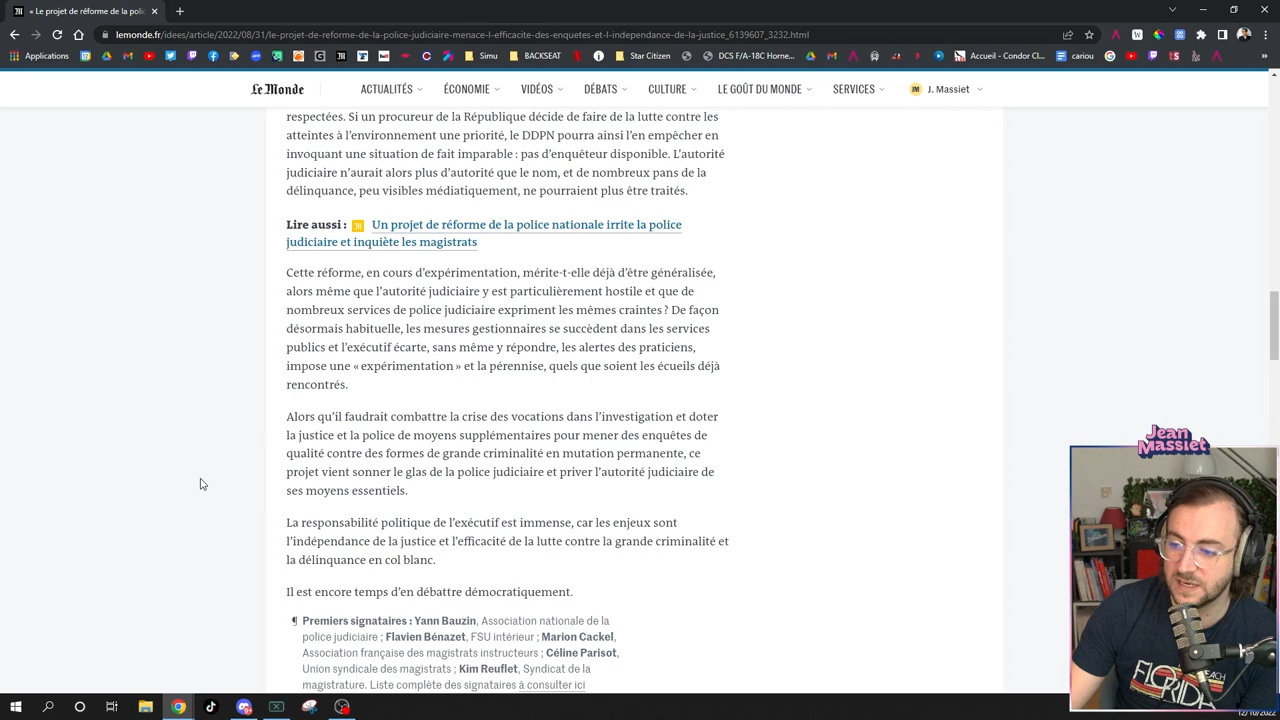 « Le projet de réforme de la poli
lemonde.fr/idees/article/2022/08/31/le-projet-de-reforme-de-la-police-judiciaire-menace-l-efficacite-des-enquetes-et-l-independance-de-la-justice_6139607_3232.html
Applications
Simu
BACKSEAT
Star Citizen
DCS F/A-18C Horne...
Accueil - Condor Cl...
cariou
Le Monde
ACTUALITÉS
ÉCONOMIE
VIDÉOS
DÉBATS
CULTURE
LE GOÛT DU MONDE
SERVICES
JM J. Massiet
respectées. Si un procureur de la République décide de faire de la lutte contre les
atteintes à l’environnement une priorité, le DDPN pourra ainsi l’en empêcher en
invoquant une situation de fait imparable : pas d’enquêteur disponible. L’autorité
judiciaire n’aurait alors plus d’autorité que le nom, et de nombreux pans de la
délinquance, peu visibles médiatiquement, ne pourraient plus être traités.
Lire aussi : Un projet de réforme de la police nationale irrite la police
judiciaire et inquiète les magistrats
Cette réforme, en cours d’expérimentation, mérite-t-elle déjà d’être généralisée,
alors même que l’autorité judiciaire y est particulièrement hostile et que de
nombreux services de police judiciaire expriment les mêmes craintes ? De façon
désormais habituelle, les mesures gestionnaires se succèdent dans les services
publics et l’exécutif écarte, sans même y répondre, les alertes des praticiens,
impose une « expérimentation » et la pérennise, quels que soient les écueils déjà
rencontrés.
Alors qu’il faudrait combattre la crise des vocations dans l’investigation et doter
la justice et la police de moyens supplémentaires pour mener des enquêtes de
qualité contre des formes de grande criminalité en mutation permanente, ce
projet vient sonner le glas de la police judiciaire et priver l’autorité judiciaire de
ses moyens essentiels.
La responsabilité politique de l’exécutif est immense, car les enjeux sont
l’indépendance de la justice et l’efficacité de la lutte contre la grande criminalité et
la délinquance en col blanc.
Il est encore temps d’en débattre démocratiquement.
¶ Premiers signataires : Yann Bauzin, Association nationale de la
police judiciaire ; Flavien Bénazet, FSU intérieur ; Marion Cackel,
Association française des magistrats instructeurs ; Céline Parisot,
Union syndicale des magistrats ; Kim Reuflet, Syndicat de la
magistrature. Liste complète des signataires à consulter ici
Jean
Massiet
FLORIDA
12/10/2022